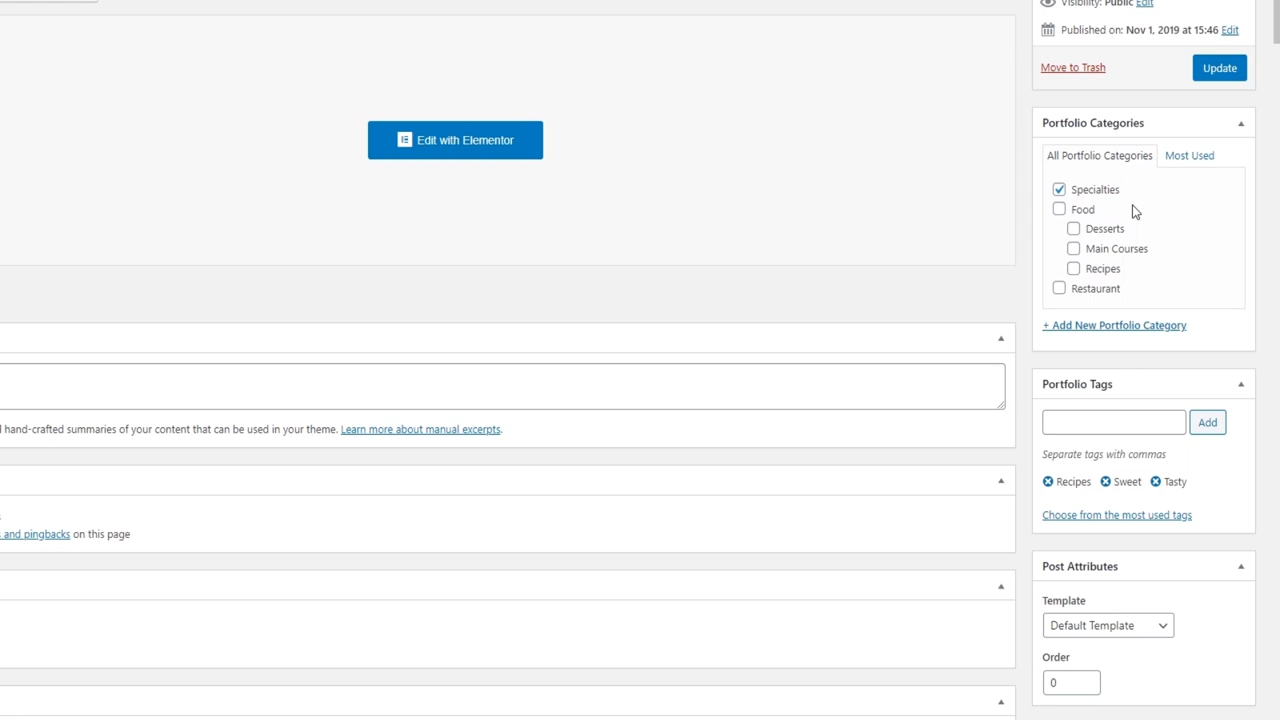 Visibility: Public Edit
Published on: Nov 1, 2019 at 15:46 Edit
Move to Trash
Update
Edit with Elementor
Portfolio Categories
All Portfolio Categories
Most Used
Specialties
Food
Desserts
Main Courses
Recipes
Restaurant
+ Add New Portfolio Category
l hand-crafted summaries of your content that can be used in your theme. Learn more about manual excerpts.
s and pingbacks on this page
Portfolio Tags
Add
Separate tags with commas
Recipes Sweet Tasty
Choose from the most used tags
Post Attributes
Template
Default Template
Order
0